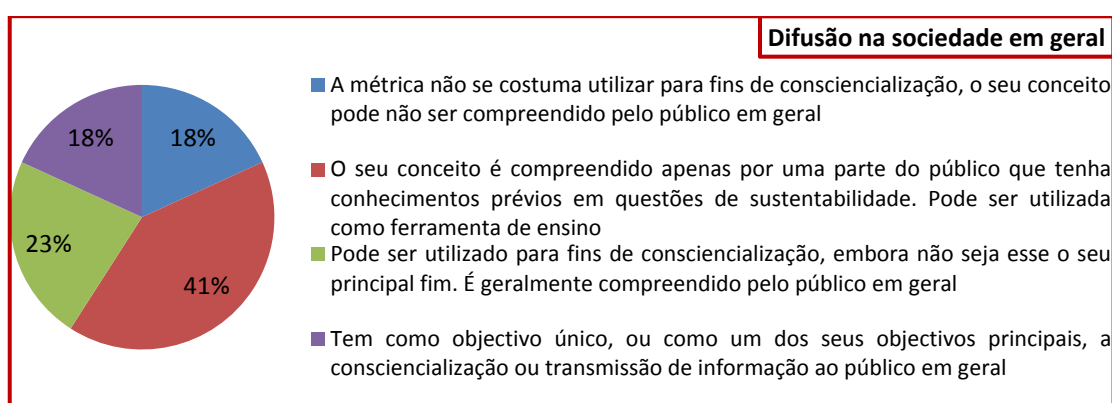 Difusão na sociedade em geral
18%
18%
23%
41%
A métrica não se costuma utilizar para fins de consciencialização, o seu conceito
pode não ser compreendido pelo público em geral
O seu conceito é compreendido apenas por uma parte do público que tenha
conhecimentos prévios em questões de sustentabilidade. Pode ser utilizada
como ferramenta de ensino
Pode ser utilizado para fins de consciencialização, embora não seja esse o seu
principal fim. É geralmente compreendido pelo público em geral
Tem como objectivo único, ou como um dos seus objectivos principais, a
consciencialização ou transmissão de informação ao público em geral